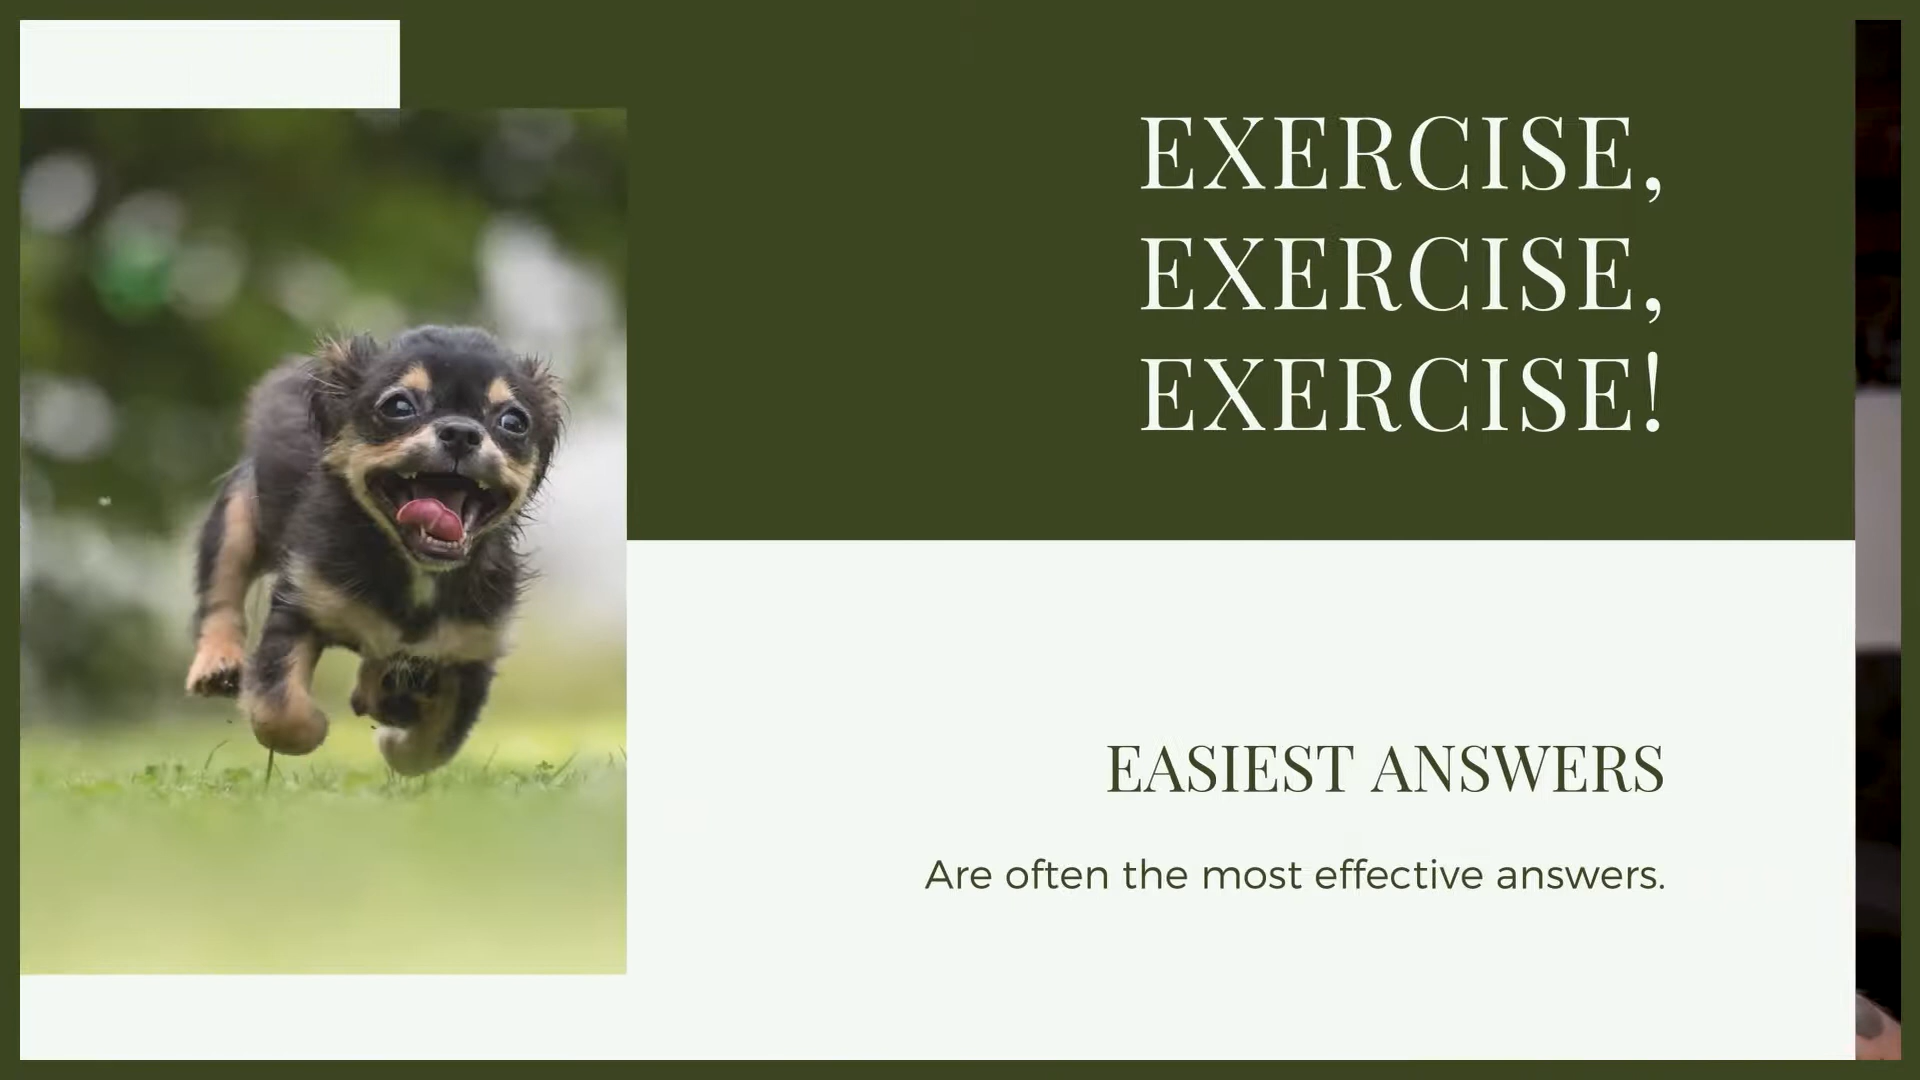 EXERCISE,
EXERCISE,
EXERCISE!
EASIEST ANSWERS
Are often the most effective answers.